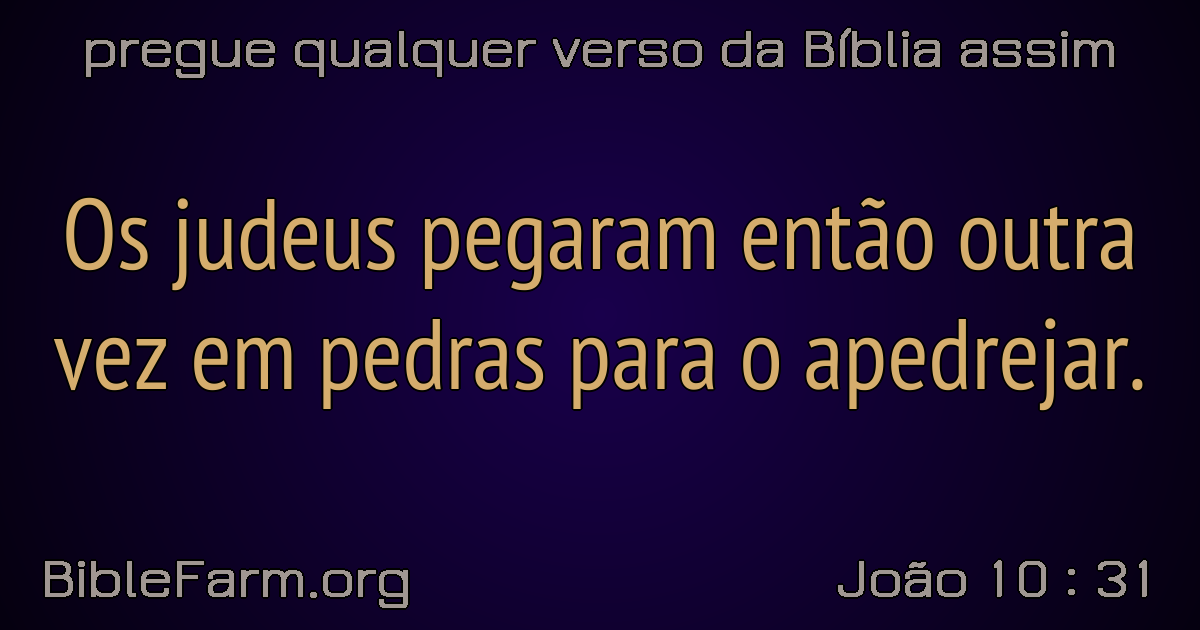 pregue qualquer verso da Bíblia assim
Os judeus pegaram então outra
vez em pedras para o apedrejar.
BibleFarm.org
João 10 : 31